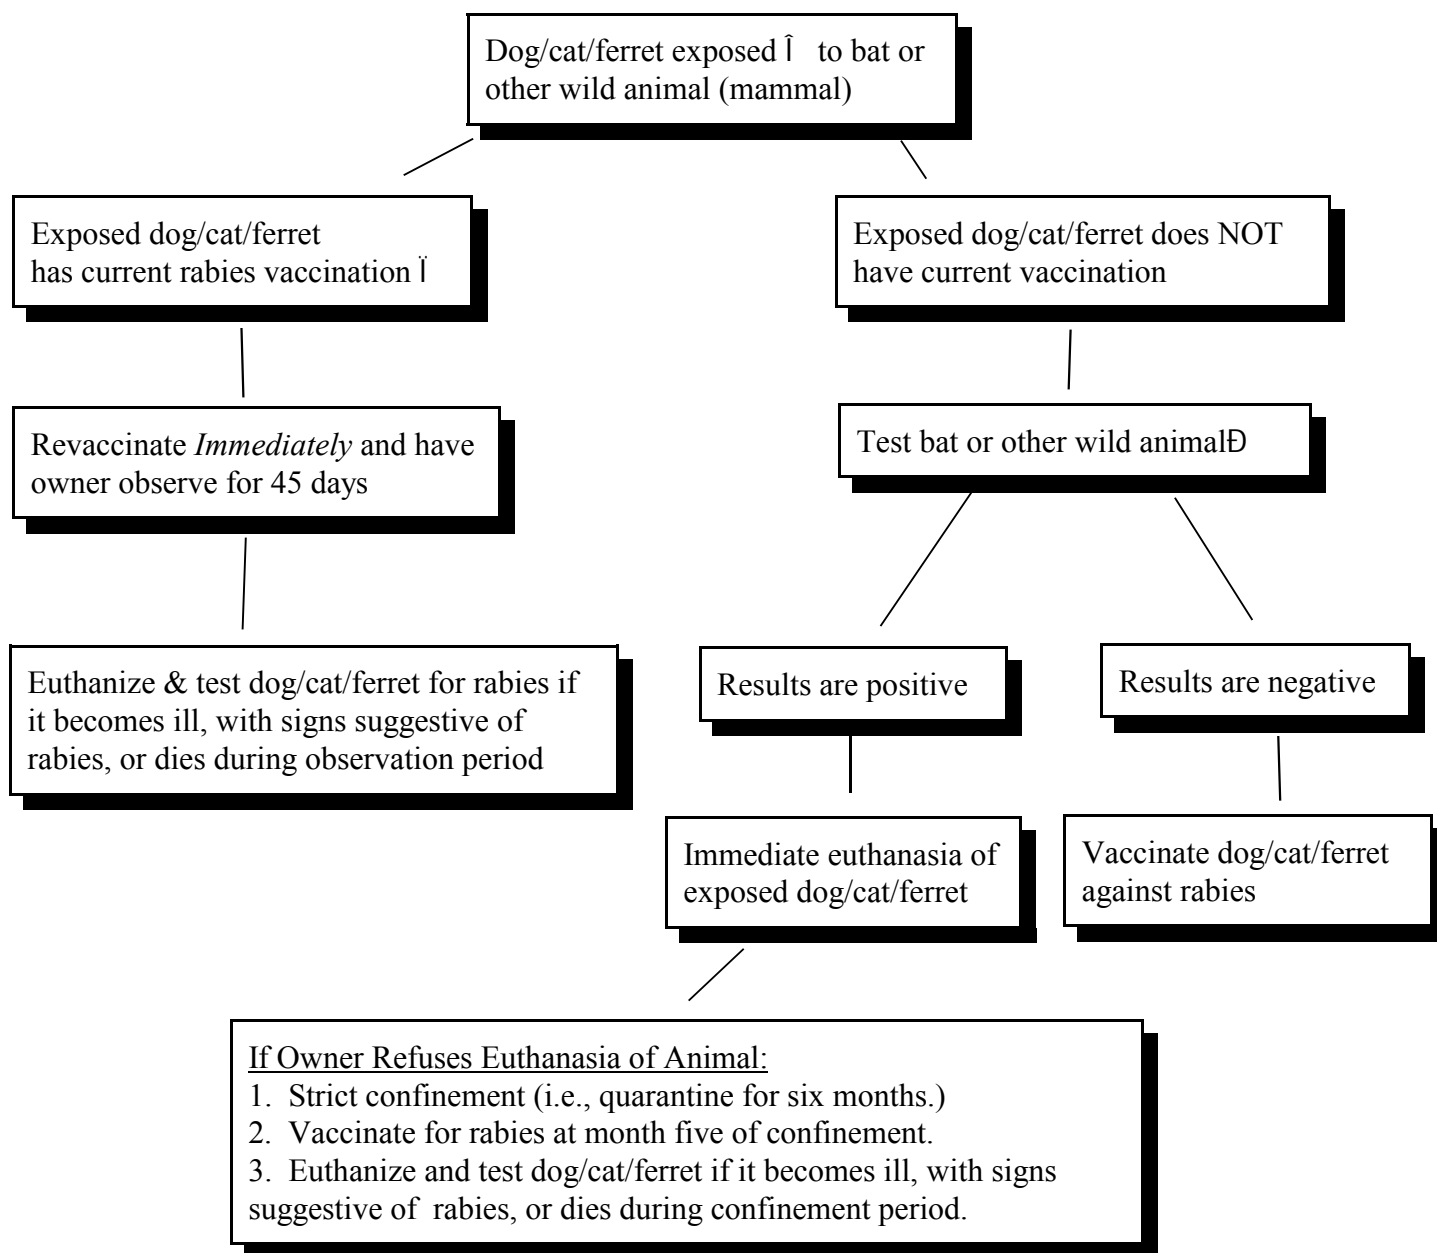 Dog/cat/ferret exposed Î to bat or
other wild animal (mammal)
Exposed dog/cat/ferret
has current rabies vaccination Ï
Exposed dog/cat/ferret does NOT
have current vaccination
Revaccinate Immediately and have
owner observe for 45 days
Test bat or other wild animalÐ
Euthanize & test dog/cat/ferret for rabies if
it becomes ill, with signs suggestive of
rabies, or dies during observation period
Results are positive
Results are negative
Immediate euthanasia of
exposed dog/cat/ferret
Vaccinate dog/cat/ferret
against rabies
If Owner Refuses Euthanasia of Animal:
1. Strict confinement (i.e., quarantine for six months.)
2. Vaccinate for rabies at month five of confinement.
3. Euthanize and test dog/cat/ferret if it becomes ill, with signs
suggestive of rabies, or dies during confinement period.